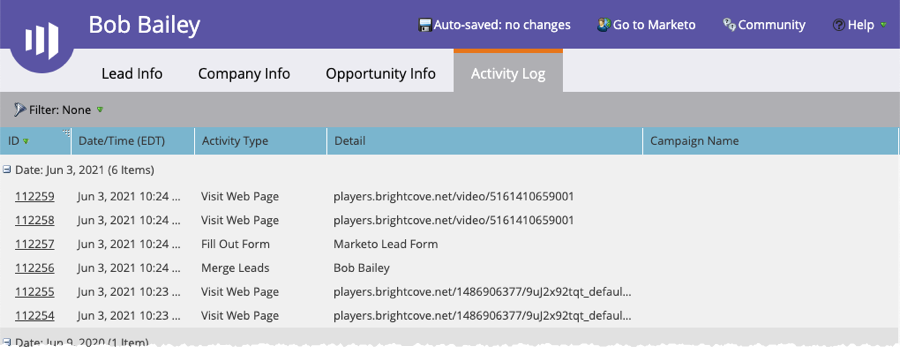 Bob Bailey
Auto-saved: no changes Go to Marketo Community Help
Lead Info Company Info Opportunity Info Activity Log
Filter: None
ID Date/Time (EDT) Activity Type Detail Campaign Name
Date: Jun 3, 2021 (6 Items)
112259 Jun 3, 2021 10:24 ... Visit Web Page players.brightcove.net/video/5161410659001
112258 Jun 3, 2021 10:24 ... Visit Web Page players.brightcove.net/video/5161410659001
112257 Jun 3, 2021 10:24 ... Fill Out Form Marketo Lead Form
112256 Jun 3, 2021 10:24 ... Merge Leads Bob Bailey
112255 Jun 3, 2021 10:23 ... Visit Web Page players.brightcove.net/1486906377/9uJ2x92tqt_defaul...
112254 Jun 3, 2021 10:23 ... Visit Web Page players.brightcove.net/1486906377/9uJ2x92tqt_defaul...
Date: Jun 9, 2020 (1 Item)